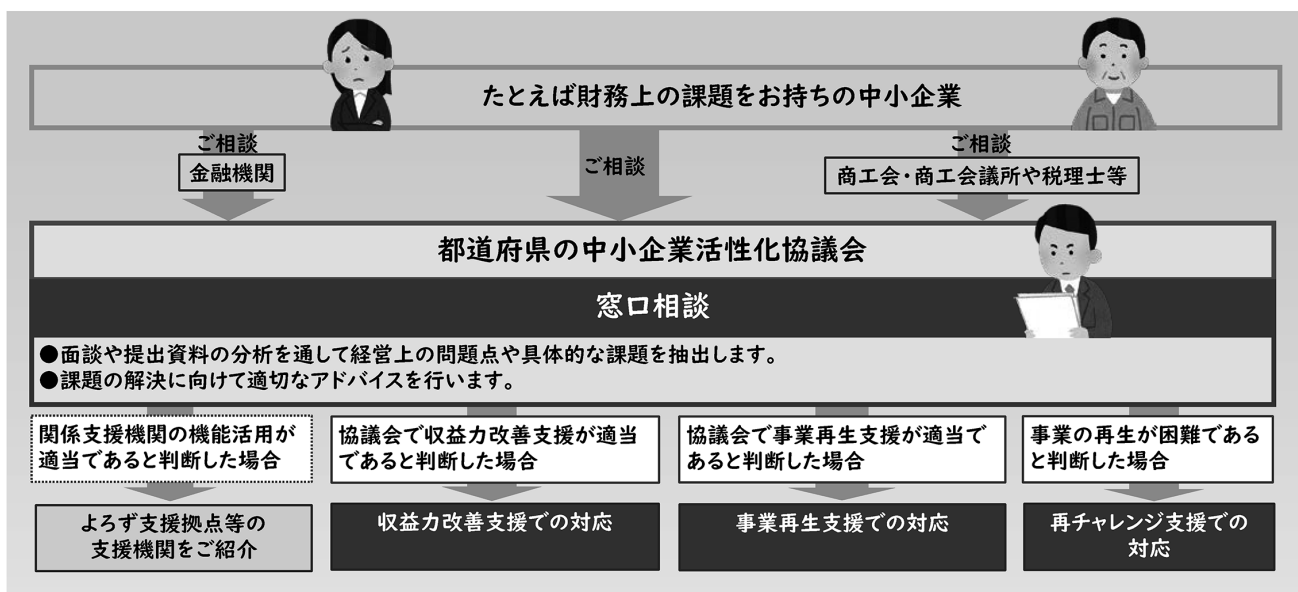 たとえば財務上の課題をお持ちの中小企業
ご相談
金融機関
ご相談
ご相談
商工会・商工会議所や税理士等
都道府県の中小企業活性化協議会
窓口相談
●面談や提出資料の分析を通して経営上の問題点や具体的な課題を抽出します。
●課題の解決に向けて適切なアドバイスを行います。
関係支援機関の機能活用が
適当であると判断した場合
よろず支援拠点等の
支援機関をご紹介
協議会で収益力改善支援が適当
であると判断した場合
収益力改善支援での対応
協議会で事業再生支援が適当で
あると判断した場合
事業再生支援での対応
事業の再生が困難である
と判断した場合
再チャレンジ支援での
対応